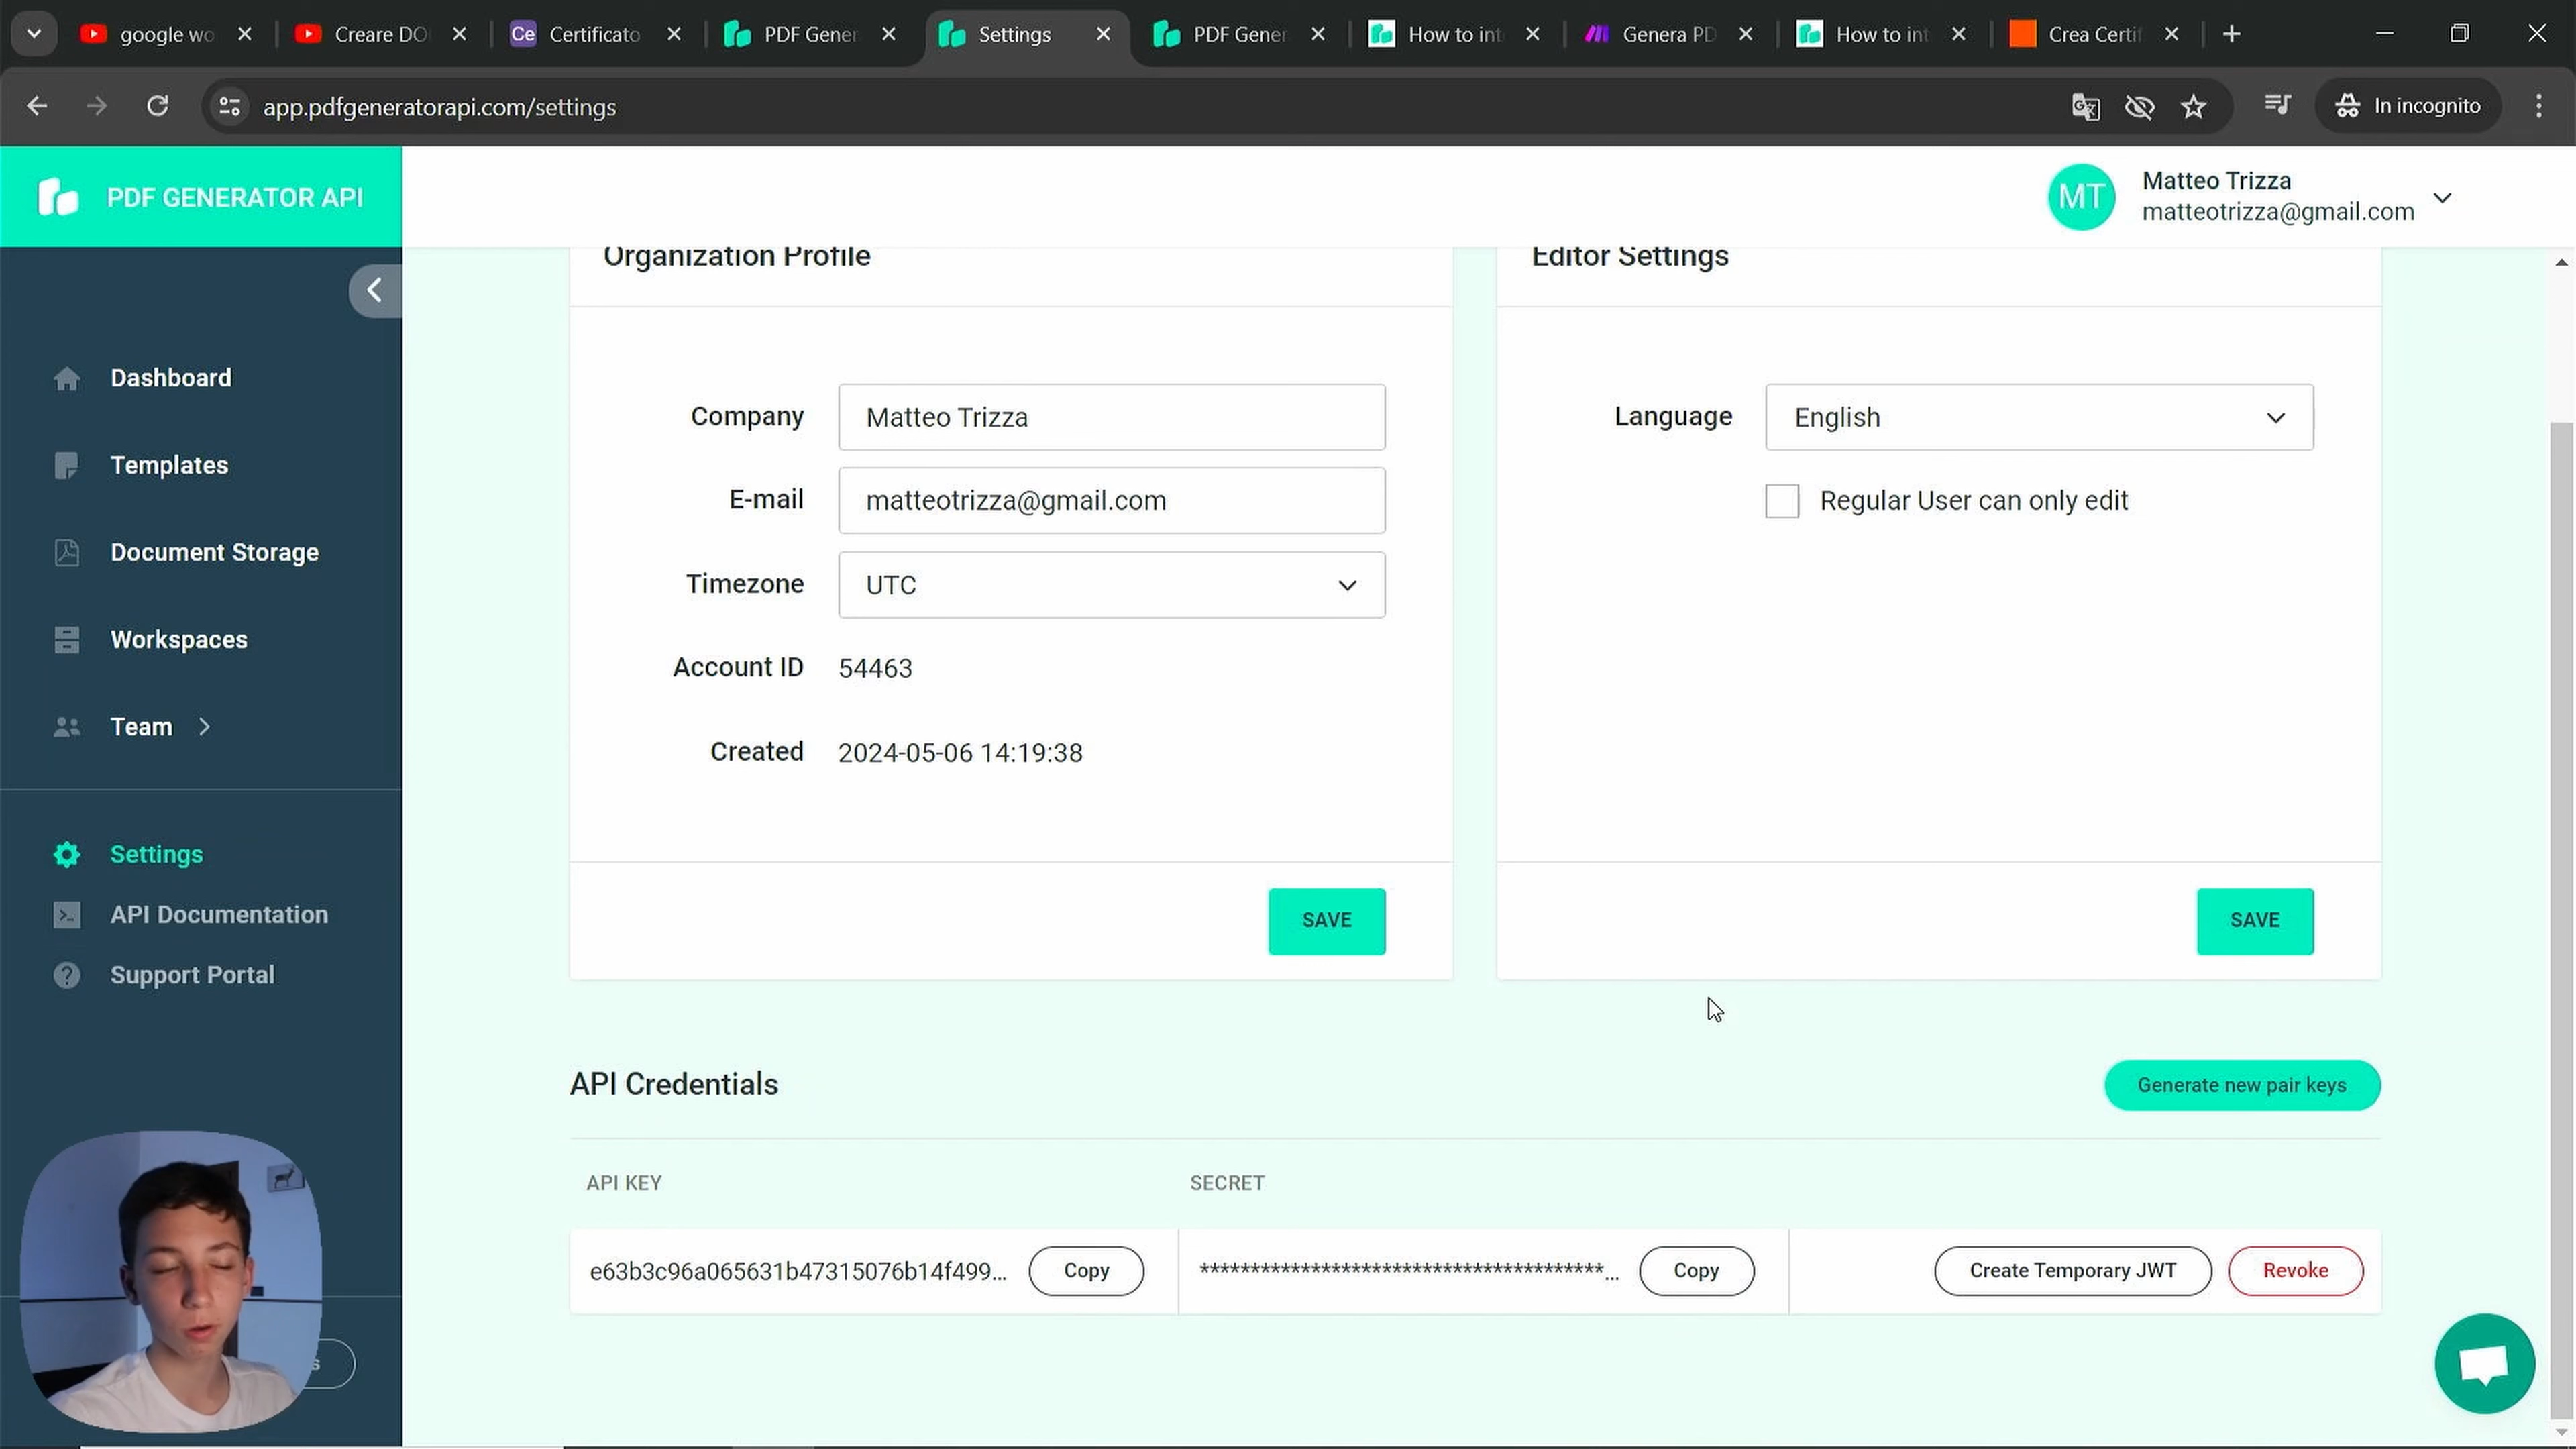 google wo
Creare DO
Certificato
PDF Gener
Settings
PDF Gener
How to int
Genera PD
How to int
Crea Certif
app.pdfgeneratorapi.com/settings
In incognito
PDF GENERATOR API
MT
Matteo Trizza
matteotrizza@gmail.com
Dashboard
Templates
Document Storage
Workspaces
Team
Settings
API Documentation
Support Portal
Organization Profile
Company
Matteo Trizza
E-mail
matteotrizza@gmail.com
Timezone
UTC
Account ID
54463
Created
2024-05-06 14:19:38
SAVE
Editor Settings
Language
English
Regular User can only edit
SAVE
API Credentials
Generate new pair keys
API KEY
SECRET
e63b3c96a065631b47315076b14f499...
Copy
****************************************...
Copy
Create Temporary JWT
Revoke